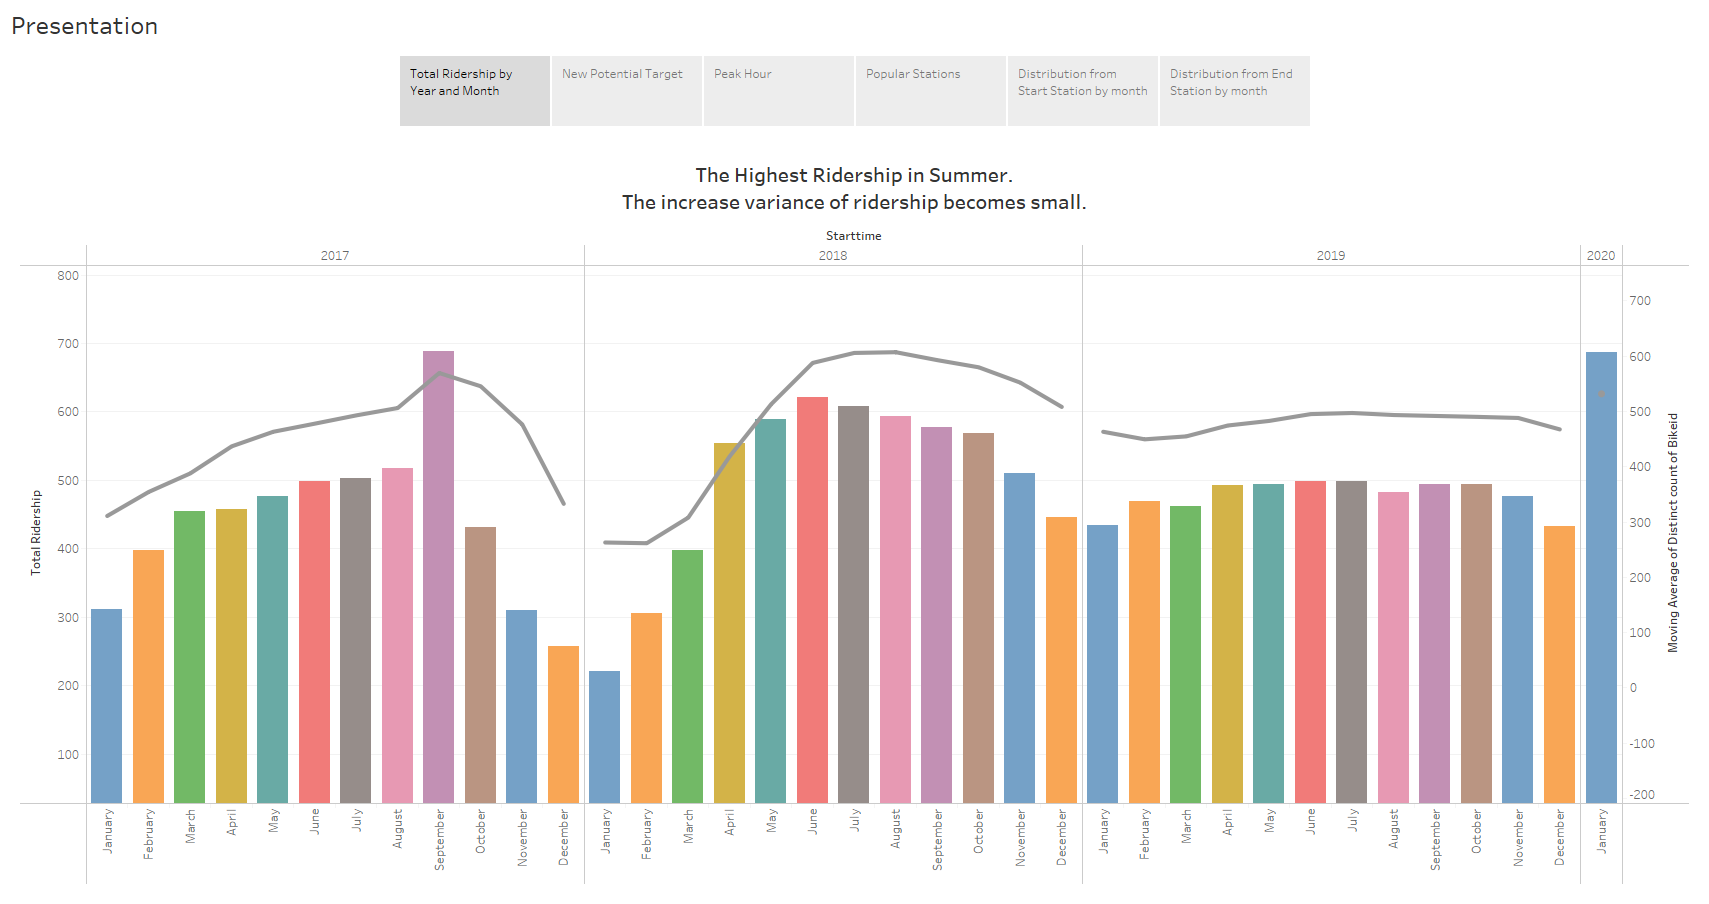 Presentation
Total Ridership by
Year and Month
New Potential Target
Peak Hour
Popular Stations
Distribution from
Start Station by month
Distribution from End
Station by month
The Highest Ridership in Summer.
The increase variance of ridership becomes small.
Starttime
2017
2018
2019
2020
Total Ridership
800
700
600
500
400
300
200
100
700
600
500
400
300
200
100
0
-100
-200
Moving Average of Distinct count of Bikeid
January
February
March
April
May
June
July
August
September
October
November
December
January
February
March
April
May
June
July
August
September
October
November
December
January
February
March
April
May
June
July
August
September
October
November
December
January